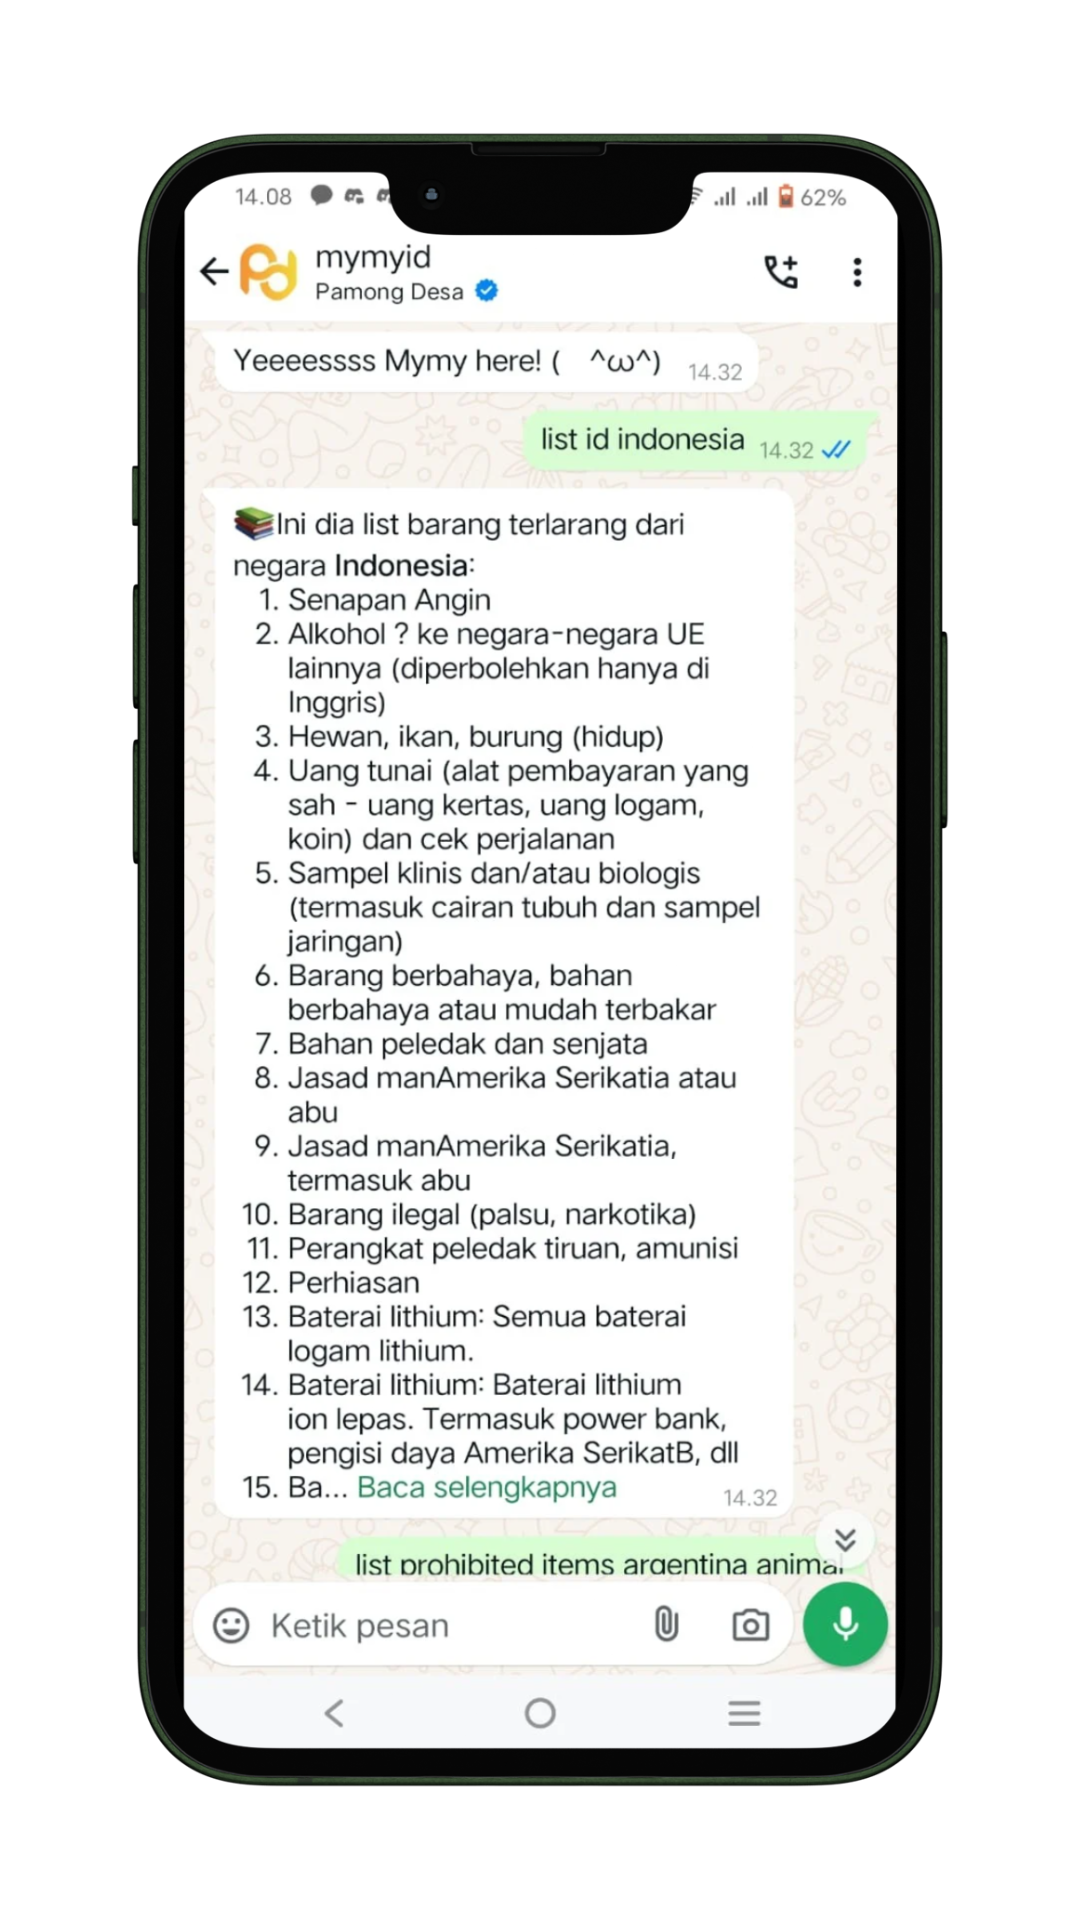 14.08
62%
mymyid
Pamong Desa
Yeeeessss Mymy here! ( ^ω^) 14.32
list id indonesia 14.32
📚Ini dia list barang terlarang dari
negara Indonesia:
1. Senapan Angin
2. Alkohol ? ke negara-negara UE
lainnya (diperbolehkan hanya di
Inggris)
3. Hewan, ikan, burung (hidup)
4. Uang tunai (alat pembayaran yang
sah - uang kertas, uang logam,
koin) dan cek perjalanan
5. Sampel klinis dan/atau biologis
(termasuk cairan tubuh dan sampel
jaringan)
6. Barang berbahaya, bahan
berbahaya atau mudah terbakar
7. Bahan peledak dan senjata
8. Jasad manAmerika Serikatia atau
abu
9. Jasad manAmerika Serikatia,
termasuk abu
10. Barang ilegal (palsu, narkotika)
11. Perangkat peledak tiruan, amunisi
12. Perhiasan
13. Baterai lithium: Semua baterai
logam lithium.
14. Baterai lithium: Baterai lithium
ion lepas. Termasuk power bank,
pengisi daya Amerika SerikatB, dll
15. Ba... Baca selengkapnya 14.32
list prohibited items argentina animal
Ketik pesan